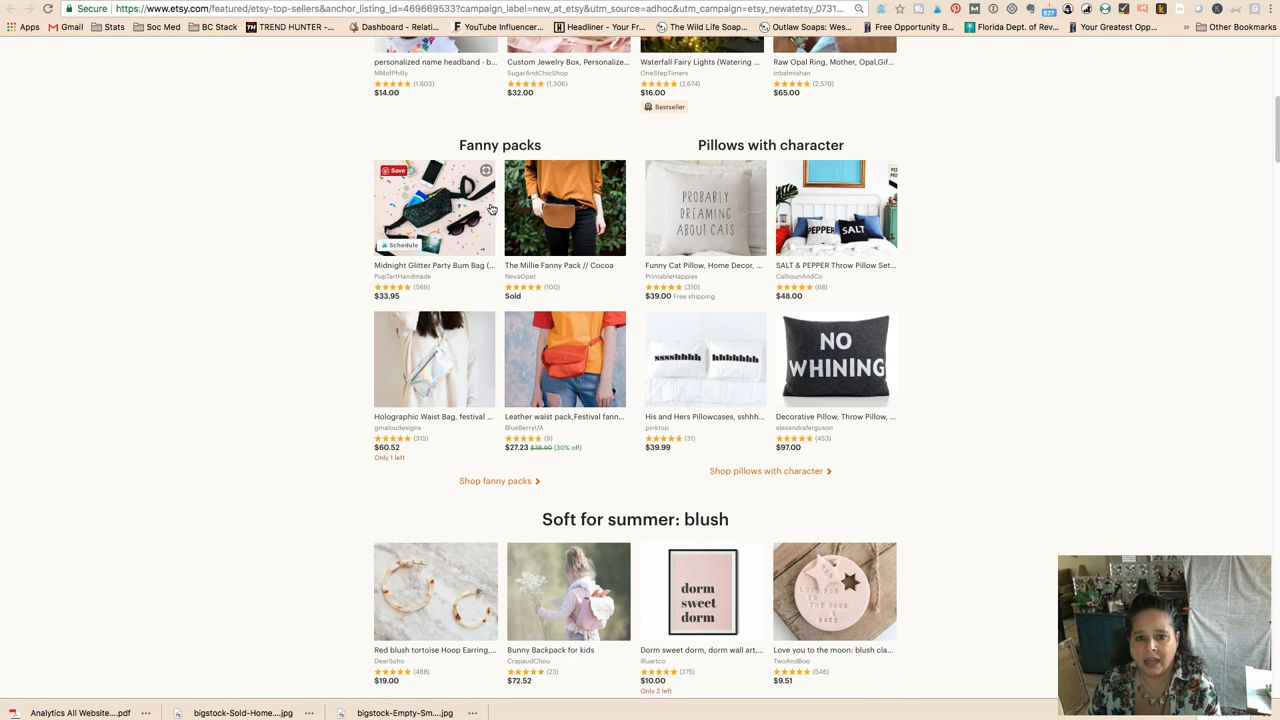 Secure
https://www.etsy.com/featured/etsy-top-sellers&anchor_listing_id=469669533?campaign_label=new_at_etsy&utm_source=adhoc&utm_campaign=etsy_newatetsy_0731...
577
Apps
Gmail
Stats
Soc Med
BC Stack
TREND HUNTER -...
Dashboard - Relati...
YouTube Influencer...
Headliner - Your Fr...
The Wild Life Soap...
Outlaw Soaps: Wes...
Free Opportunity B...
Florida Dept. of Rev...
Your Greatest Opp...
»
Other Bookmarks
personalized name headband - b...
MMofPhilly
(1,603)
$14.00
Custom Jewelry Box, Personalize...
SugarAndChicShop
(1,306)
$32.00
Waterfall Fairy Lights (Watering ...
OneStepTimers
(2,674)
$16.00
Bestseller
Raw Opal Ring, Mother, Opal,Gif...
inbalmishan
(2,570)
$65.00
Fanny packs
Save
Schedule
Midnight Glitter Party Bum Bag (...
PupTartHandmade
(569)
$33.95
The Millie Fanny Pack // Cocoa
NevaOpet
(100)
Sold
Holographic Waist Bag, festival ...
gmaloudesigns
(315)
$60.52
Only 1 left
Leather waist pack,Festival fann...
BlueBerryUA
(9)
$27.23 $38.90 (30% off)
Shop fanny packs
Pillows with character
PROBABLY
DREAMING
ABOUT CATS
Funny Cat Pillow, Home Decor, ...
PrintableHappies
(310)
$39.00 Free shipping
PEPPER
SALT
SALT & PEPPER Throw Pillow Set...
CalhounAndCo
(68)
$48.00
sssshhhh
hhhhhhh
His and Hers Pillowcases, sshhh...
pinktop
(31)
$39.99
NO
WHINING
Decorative Pillow, Throw Pillow, ...
alexandraferguson
(453)
$97.00
Shop pillows with character
Soft for summer: blush
Red blush tortoise Hoop Earring,...
DearSoho
(488)
$19.00
Bunny Backpack for kids
CrapaudChou
(23)
$72.52
dorm
sweet
dorm
Dorm sweet dorm, dorm wall art,...
illuartco
(275)
$10.00
Only 2 left
Love you to the moon: blush cla...
TwoAndBoo
(546)
$9.51
Analytics All Website....pdf
bigstock-Sold-Home....jpg
bigstock-Empty-Sm....jpg